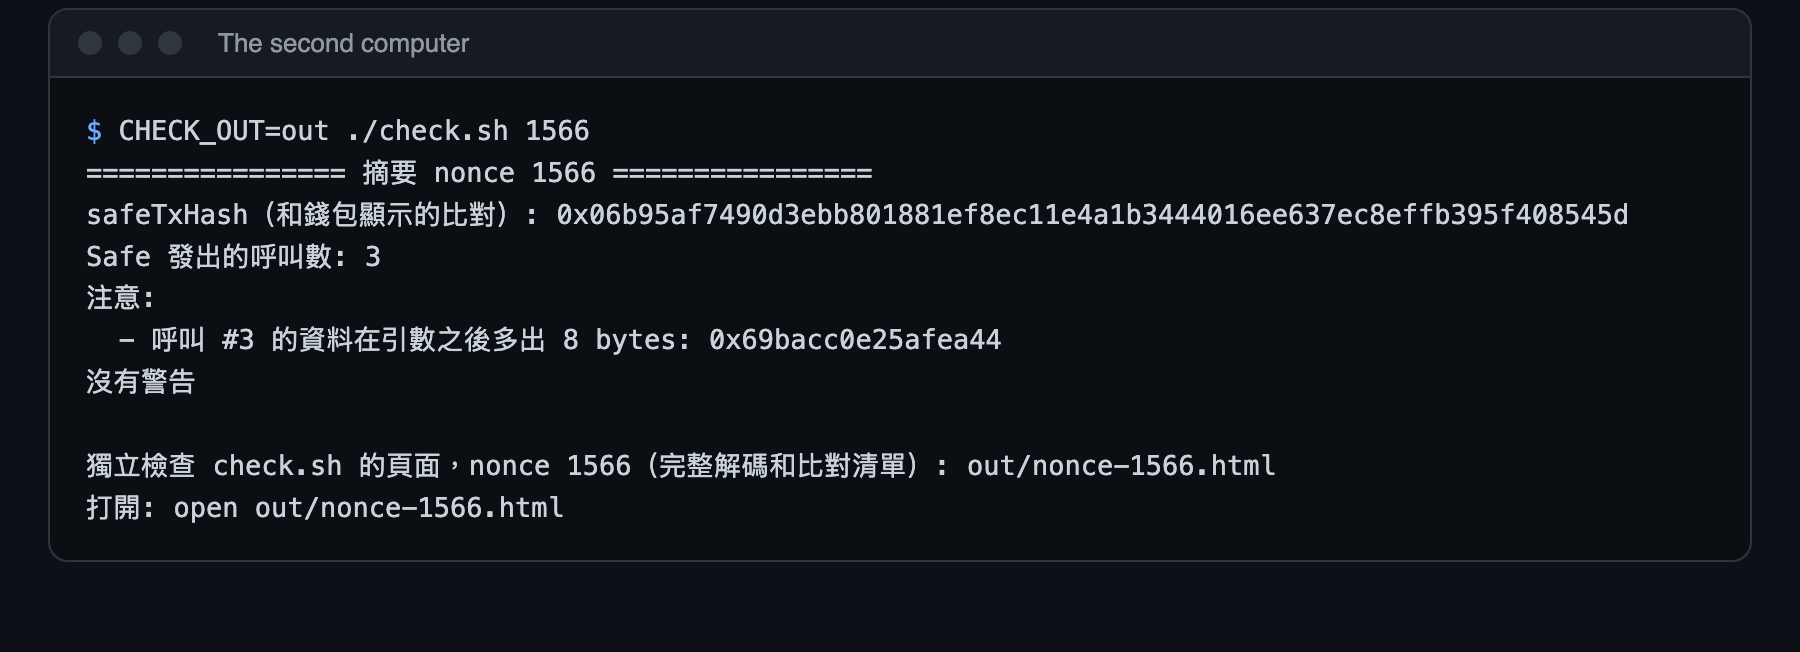 The second computer
$ CHECK_OUT=out ./check.sh 1566
================ 摘要 nonce 1566 ================
safeTxHash（和錢包顯示的比對）: 0x06b95af7490d3ebb801881ef8ec11e4a1b3444016ee637ec8effb395f408545d
Safe 發出的呼叫數: 3
注意:
  - 呼叫 #3 的資料在引數之後多出 8 bytes: 0x69bacc0e25afea44
沒有警告
獨立檢查 check.sh 的頁面，nonce 1566（完整解碼和比對清單）: out/nonce-1566.html
打開: open out/nonce-1566.html